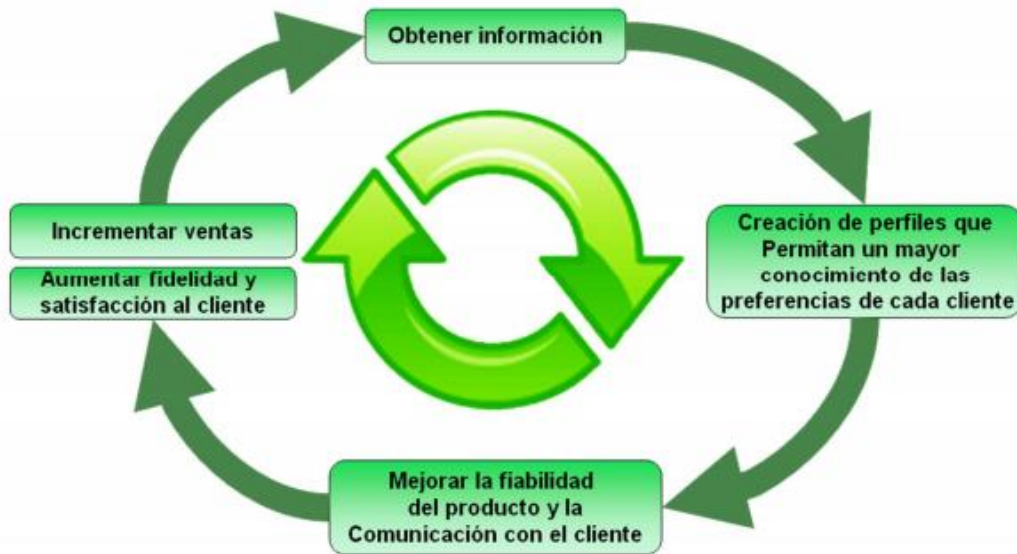 Obtener información
Creación de perfiles que
Permitan un mayor
conocimiento de las
preferencias de cada cliente
Mejorar la fiabilidad
del producto y la
Comunicación con el cliente
Incrementar ventas
Aumentar fidelidad y
satisfacción al cliente